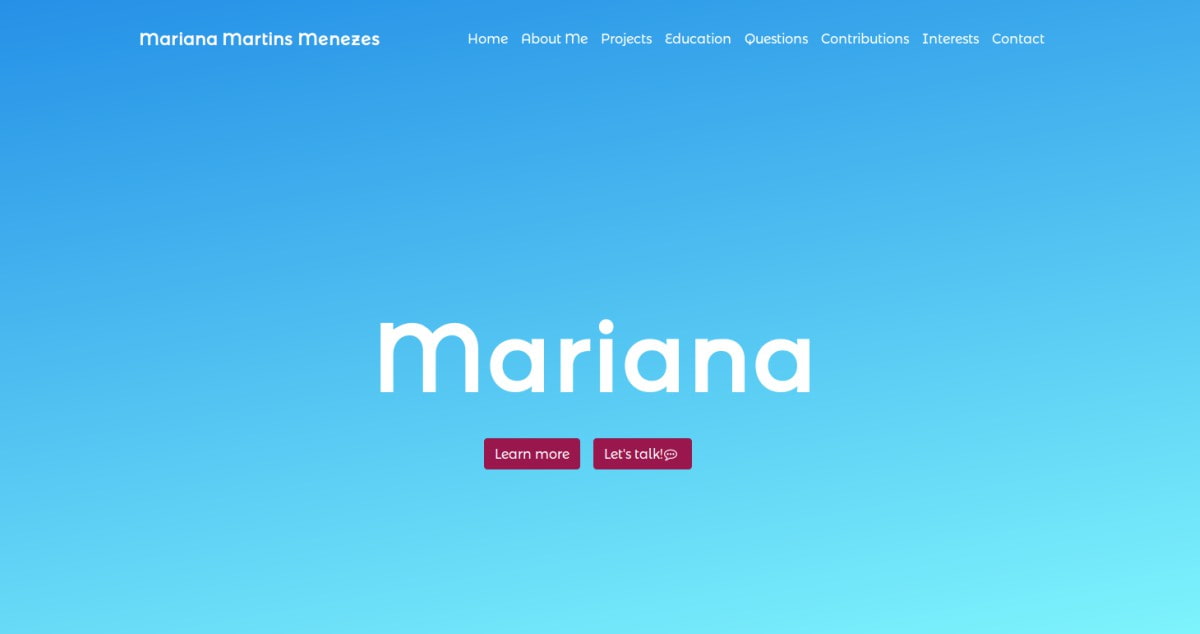 Mariana Martins Menezes
Home About Me Projects Education Questions Contributions Interests Contact
Mariana
Learn more
Let's talk!